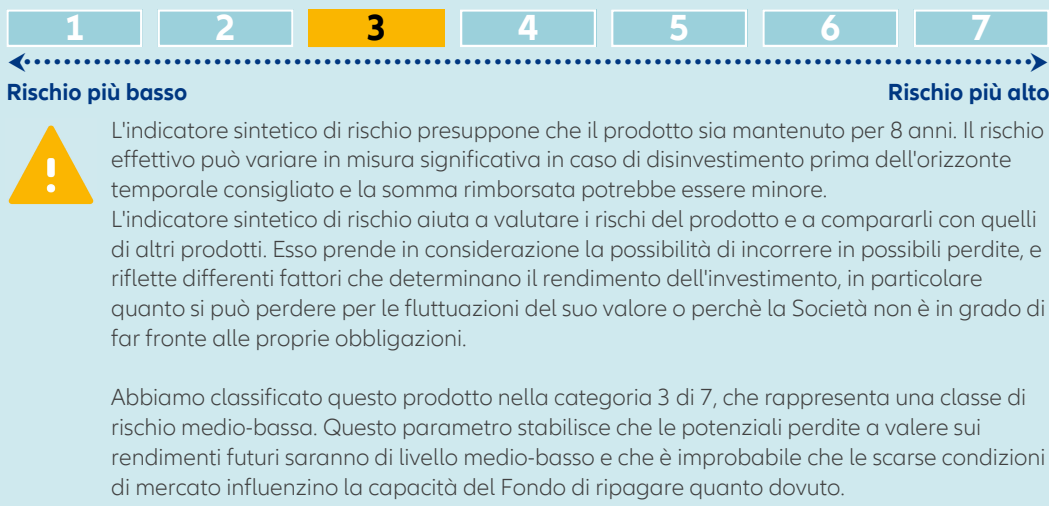 1 2 3 4 5 6 7
Rischio più basso Rischio più alto
L'indicatore sintetico di rischio presuppone che il prodotto sia mantenuto per 8 anni. Il rischio
effettivo può variare in misura significativa in caso di disinvestimento prima dell'orizzonte
temporale consigliato e la somma rimborsata potrebbe essere minore.
L'indicatore sintetico di rischio aiuta a valutare i rischi del prodotto e a compararli con quelli
di altri prodotti. Esso prende in considerazione la possibilità di incorrere in possibili perdite, e
riflette differenti fattori che determinano il rendimento dell'investimento, in particolare
quanto si può perdere per le fluttuazioni del suo valore o perchè la Società non è in grado di
far fronte alle proprie obbligazioni.
Abbiamo classificato questo prodotto nella categoria 3 di 7, che rappresenta una classe di
rischio medio-bassa. Questo parametro stabilisce che le potenziali perdite a valere sui
rendimenti futuri saranno di livello medio-basso e che è improbabile che le scarse condizioni
di mercato influenzino la capacità del Fondo di ripagare quanto dovuto.